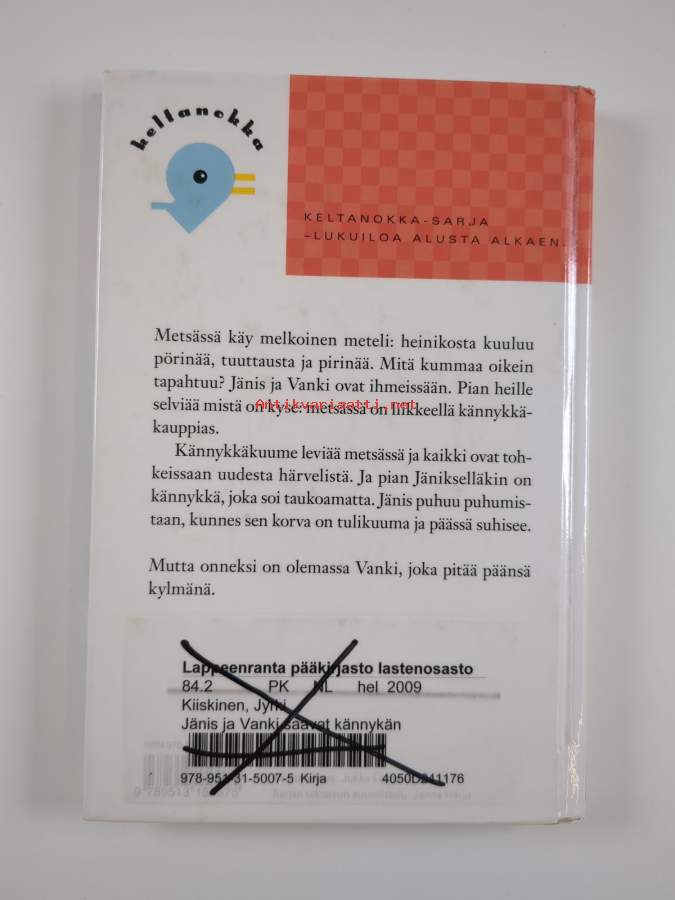 keltanokka
KELTANOKKA-SARJA
–LUKUILOA ALUSTA ALKAEN.
Metsässä käy melkoinen meteli: heinikosta kuuluu
pörinää, tuuttausta ja pirinää. Mitä kummaa oikein
tapahtuu? Jänis ja Vanki ovat ihmeissään. Pian heille
selviää mistä on kyse: metsässä on liikkeellä kännykkä-
kauppias.
Antikvariaatti.net
Kännykkäkuume leviää metsässä ja kaikki ovat toh-
keissaan uudesta härvelistä. Ja pian Jänikselläkin on
kännykkä, joka soi taukoamatta. Jänis puhuu puhumis-
taan, kunnes sen korva on tulikuuma ja päässä suhisee.
Mutta onneksi on olemassa Vanki, joka pitää päänsä
kylmänä.
Lappeenranta pääkirjasto lastenosasto
84.2 PK NL hel 2009
Kiiskinen, Jyrki
Jänis ja Vanki saavat kännykän
978-951-31-5007-5 Kirja 4050D241176
9 789513 150075